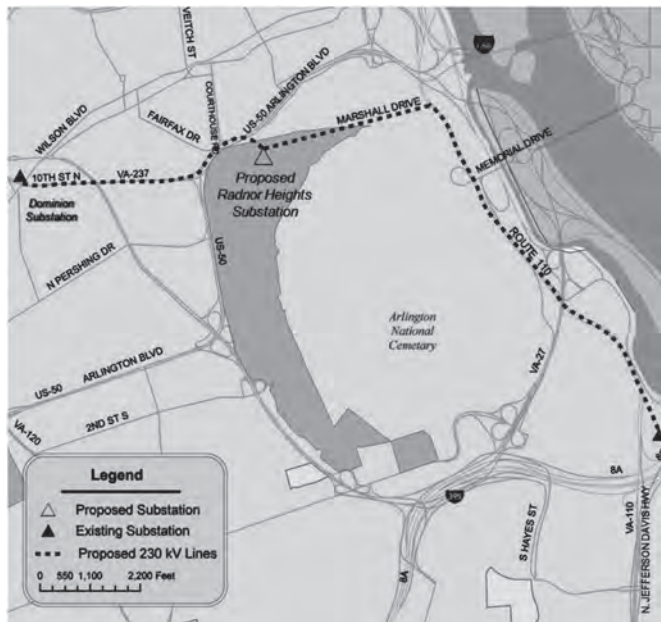 VEITCH ST
WILSON BLVD
FAIRFAX DR
COURTHOUSE
US-50 ARLINGTON BLVD
MARSHALL DRIVE
MEMORIAL DRIVE
10TH ST N
VA-237
Dominion
Substation
Proposed
Radnor Heights
Substation
N PERSHING DR
US-50
ROUTE 110
Arlington
National
Cemetery
VA-27
US-50
ARLINGTON BLVD
2ND ST S
VA-120
395
8A
8A
S HAYES ST
VA-110
N. JEFFERSON DAVIS HWY
Legend
Proposed Substation
Existing Substation
Proposed 230 kV Lines
0 550 1,100 2,200 Feet